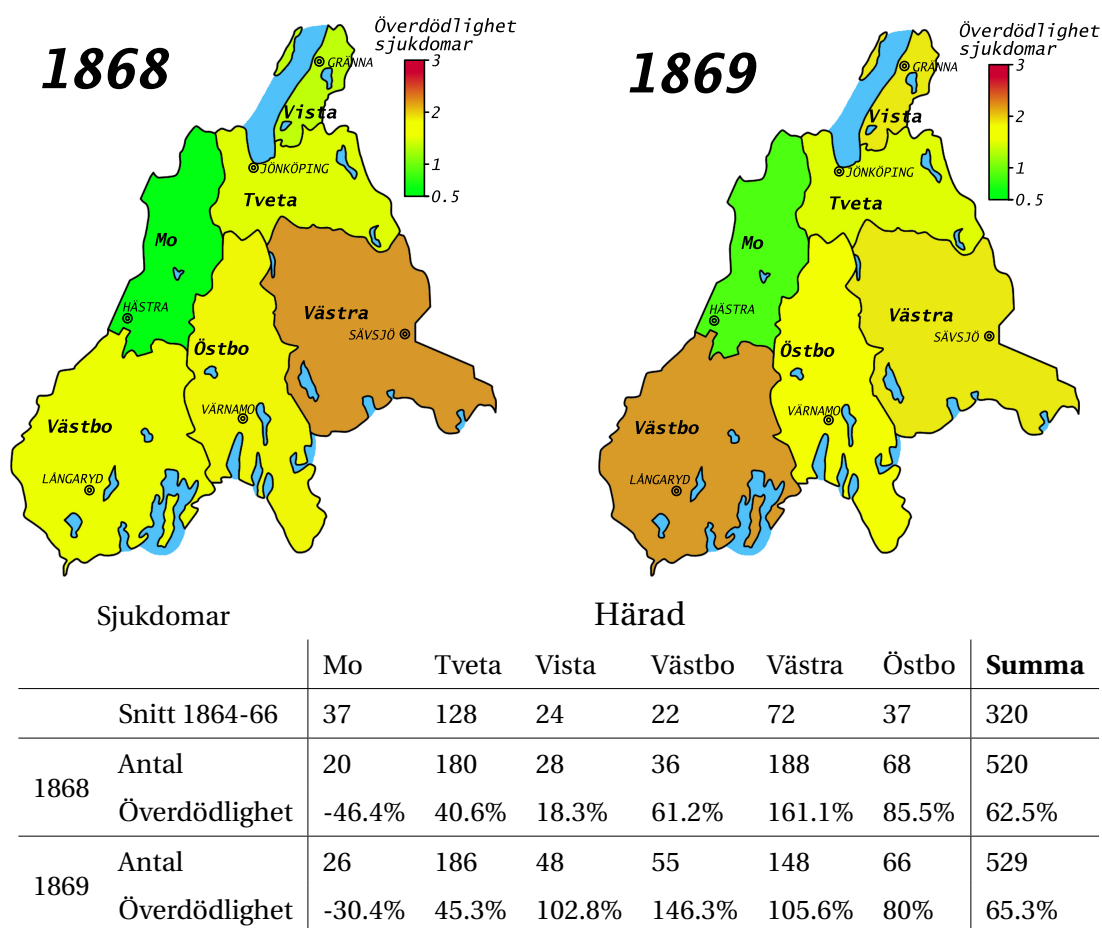 1868
Överdödlighet
sjukdomar
3
2
1
0.5
GRÄNNA
Vista
JÖNKÖPING
Tveta
Mo
HÄSTRA
Västra
SÄVSJÖ
Östbo
VÄRNAMO
Västbo
LÅNGARYD
1869
Överdödlighet
sjukdomar
3
2
1
0.5
GRÄNNA
Vista
JÖNKÖPING
Tveta
Mo
HÄSTRA
Västra
SÄVSJÖ
Östbo
VÄRNAMO
Västbo
LÅNGARYD
Sjukdomar Härad
Mo Tveta Vista Västbo Västra Östbo Summa
Snitt 1864-66 37 128 24 22 72 37 320
1868
Antal 20 180 28 36 188 68 520
Överdödlighet -46.4% 40.6% 18.3% 61.2% 161.1% 85.5% 62.5%
1869
Antal 26 186 48 55 148 66 529
Överdödlighet -30.4% 45.3% 102.8% 146.3% 105.6% 80% 65.3%